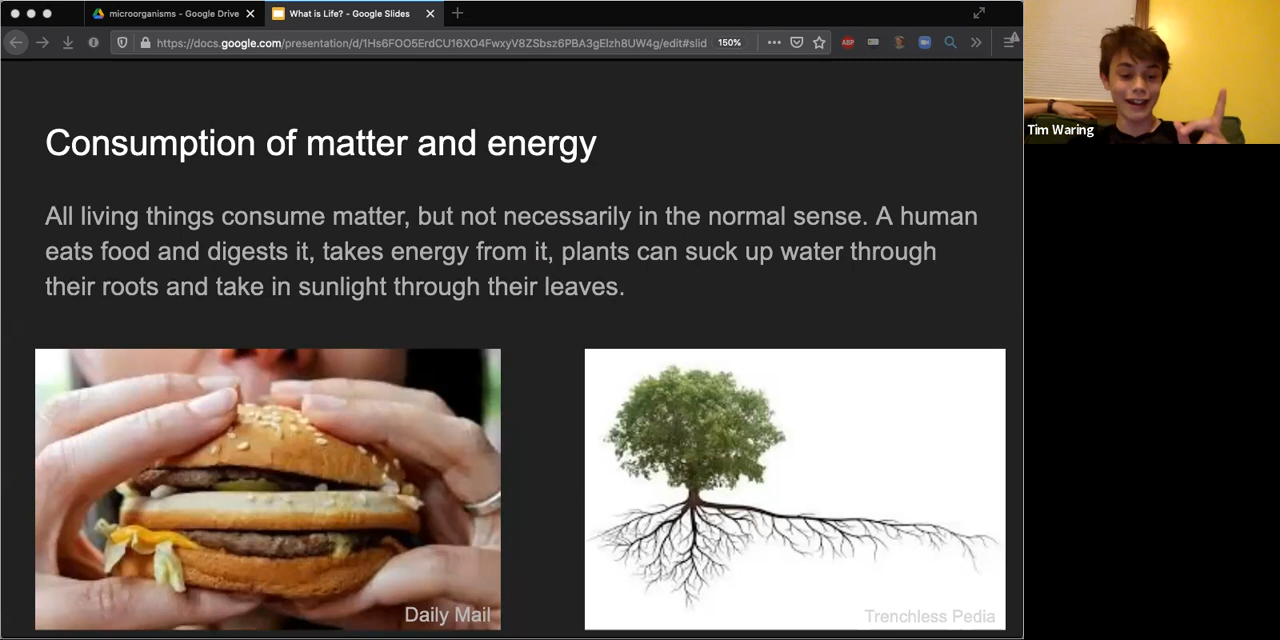 microorganisms - Google Drive
What is Life? - Google Slides
https://docs.google.com/presentation/d/1Hs6FOO5ErdCU16XO4FwxyV8ZSbsz6PBA3gElzh8UW4g/edit#slid
150%
ABP
Tim Waring
Consumption of matter and energy
All living things consume matter, but not necessarily in the normal sense. A human
eats food and digests it, takes energy from it, plants can suck up water through
their roots and take in sunlight through their leaves.
Daily Mail
Trenchless Pedia